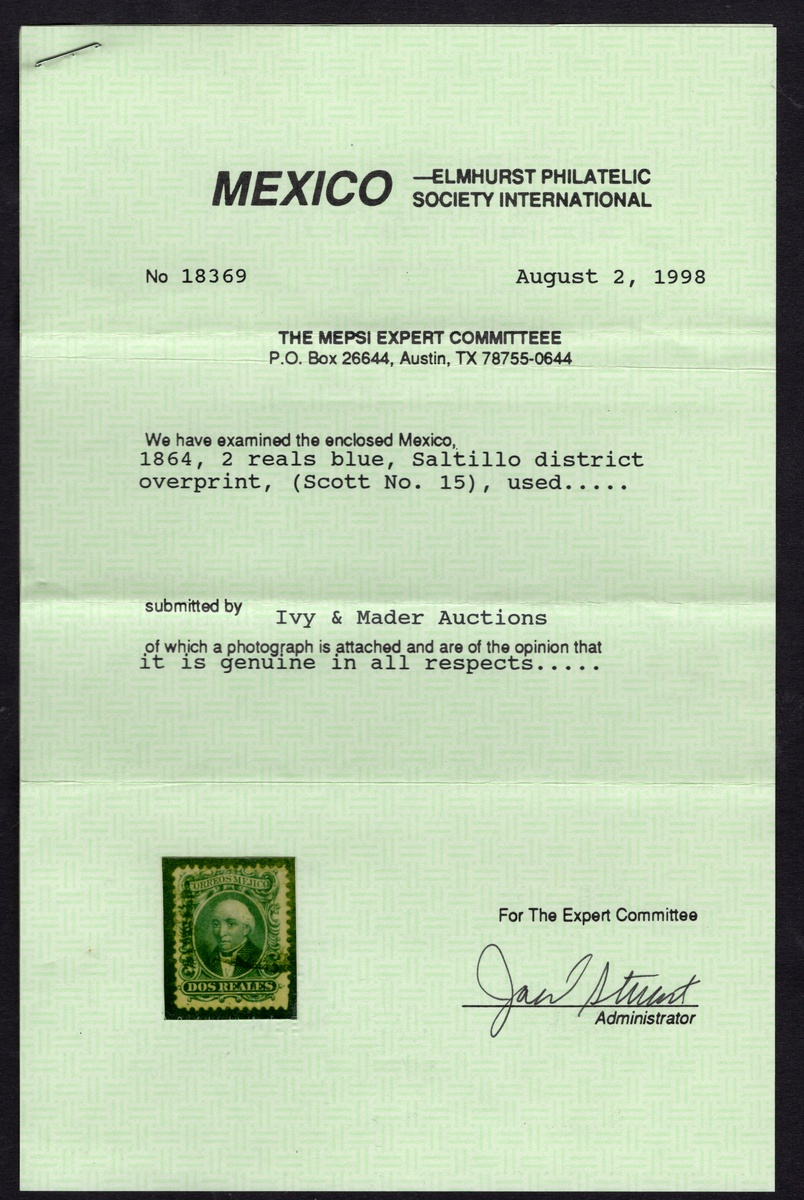 MEXICO —ELMHURST PHILATELIC
SOCIETY INTERNATIONAL
No 18369 August 2, 1998
THE MEPSI EXPERT COMMITTEEE
P.O. Box 26644, Austin, TX 78755-0644
We have examined the enclosed Mexico,
1864, 2 reals blue, Saltillo district
overprint, (Scott No. 15), used.....
submitted by Ivy & Mader Auctions
of which a photograph is attached and are of the opinion that
it is genuine in all respects.....
CORREOS MEJICO
DOS REALES
For The Expert Committee
Administrator